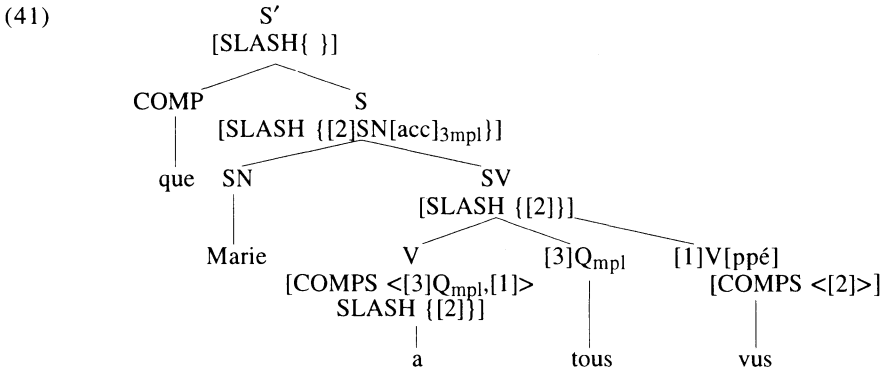 (41) S′
[SLASH{ }]
COMP S
[SLASH {[2]SN[acc]3mpl}]
que SN SV
[SLASH {[2]}]
Marie V [3]Qmpl [1]V[ppé]
[COMPS <[3]Qmpl,[1]> [COMPS <[2]>]
SLASH {[2]}]
a tous vus